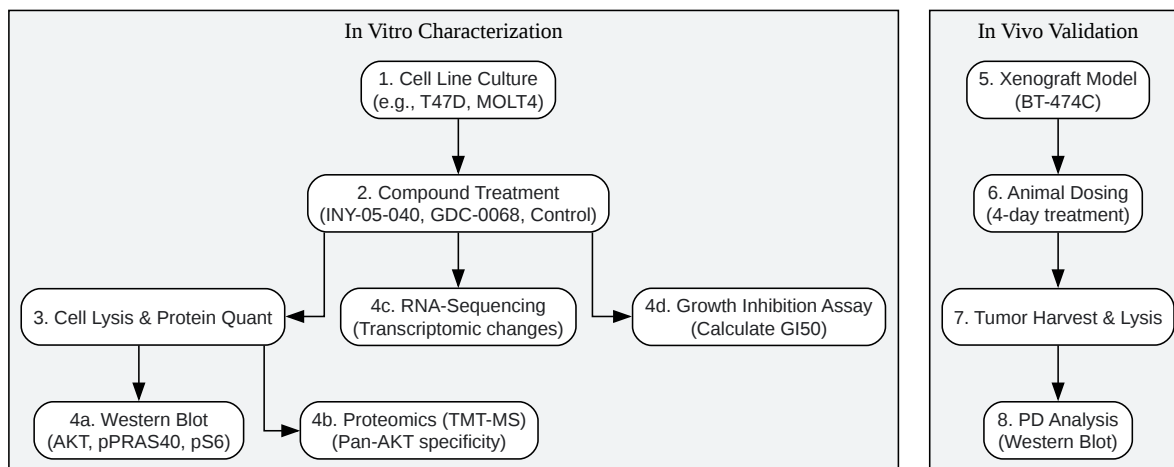 In Vitro Characterization
1. Cell Line Culture
(e.g., T47D, MOLT4)
2. Compound Treatment
(INY-05-040, GDC-0068, Control)
3. Cell Lysis & Protein Quant
4c. RNA-Sequencing
(Transcriptomic changes)
4d. Growth Inhibition Assay
(Calculate GI50)
4a. Western Blot
(AKT, pPRAS40, pS6)
4b. Proteomics (TMT-MS)
(Pan-AKT specificity)
In Vivo Validation
5. Xenograft Model
(BT-474C)
6. Animal Dosing
(4-day treatment)
7. Tumor Harvest & Lysis
8. PD Analysis
(Western Blot)